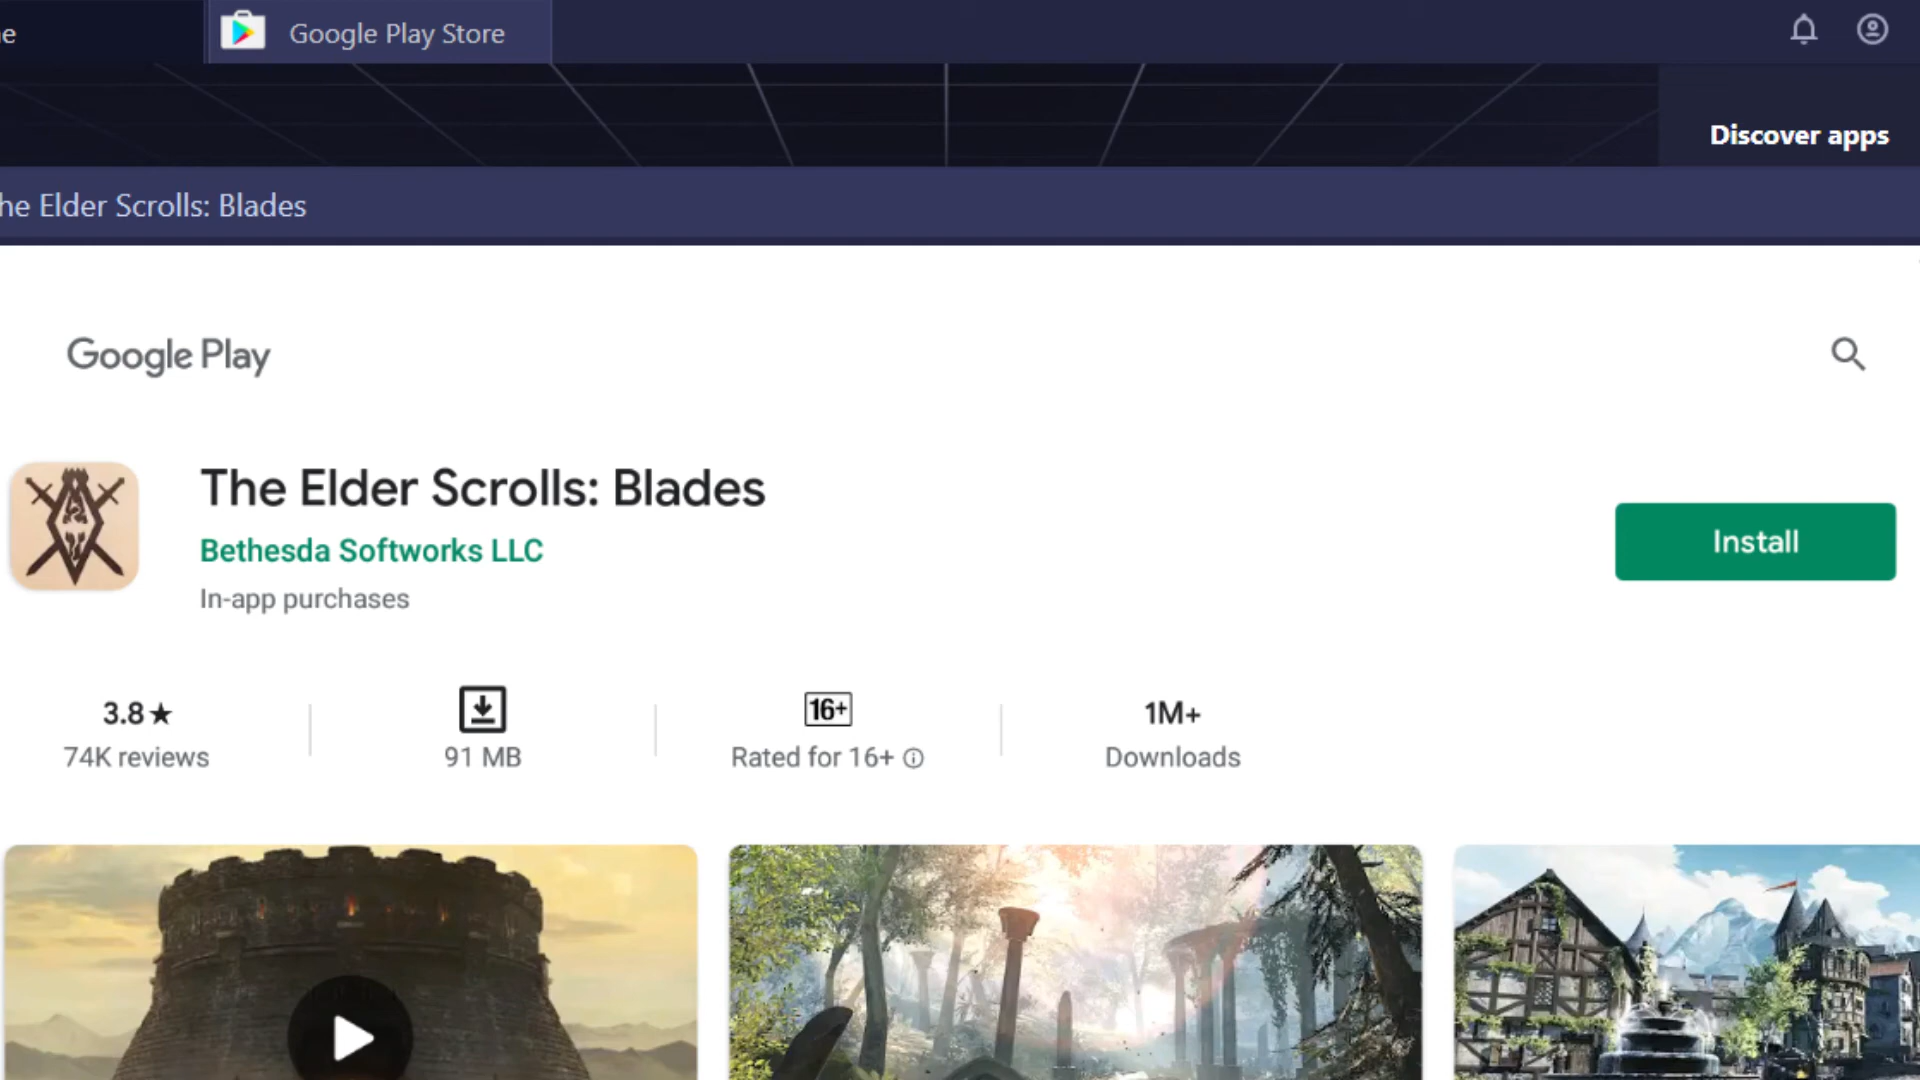 e
Google Play Store
Discover apps
he Elder Scrolls: Blades
Google Play
The Elder Scrolls: Blades
Bethesda Softworks LLC
In-app purchases
Install
3.8★
74K reviews
91 MB
16+
Rated for 16+
1M+
Downloads